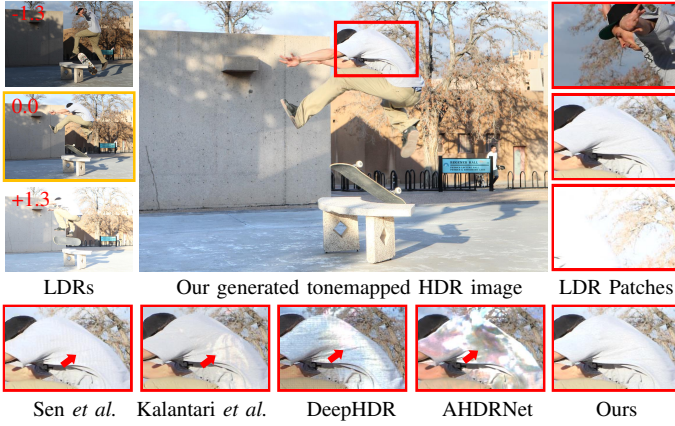 -1.3
0.0
+1.3
LDRs
Our generated tonemapped HDR image
LDR Patches
Sen et al.
Kalantari et al.
DeepHDR
AHDRNet
Ours